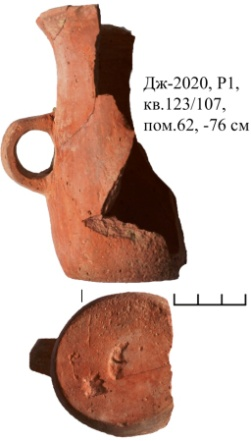 Дж-2020, Р1,
кв.123/107,
пом.62, -76 см